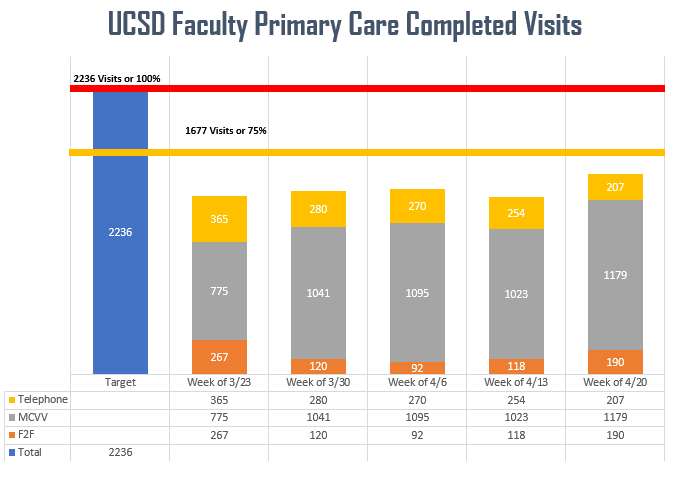 UCSD Faculty Primary Care Completed Visits
2236 Visits or 100%
1677 Visits or 75%
2236
365
775
267
280
1041
120
270
1095
92
254
1023
118
207
1179
190
Target Week of 3/23 Week of 3/30 Week of 4/6 Week of 4/13 Week of 4/20
Telephone 365 280 270 254 207
MCVV 775 1041 1095 1023 1179
F2F 267 120 92 118 190
Total 2236